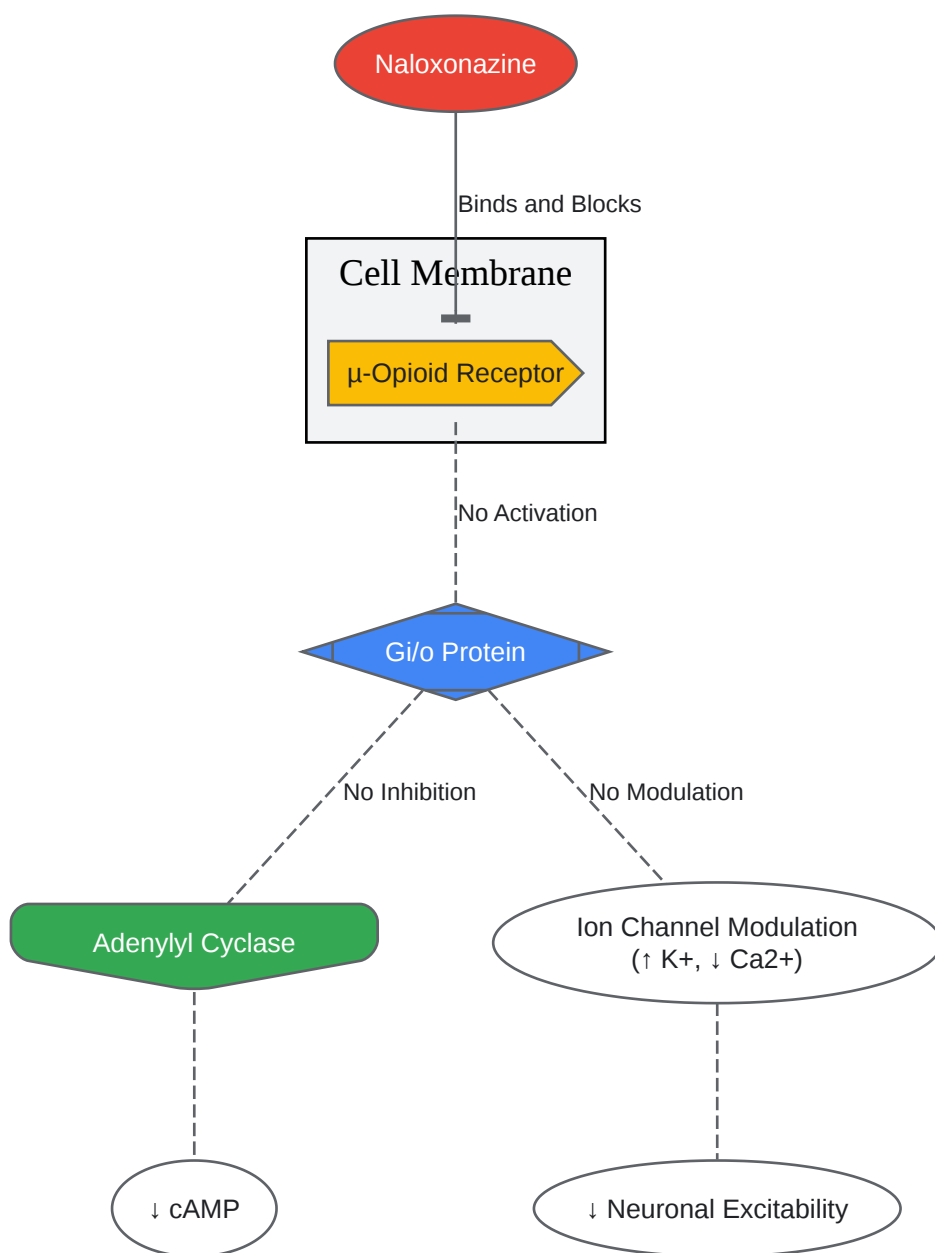 Naloxonazine
Binds and Blocks
Cell Membrane
µ-Opioid Receptor
No Activation
Gi/o Protein
No Inhibition
No Modulation
Adenylyl Cyclase
Ion Channel Modulation
(↑ K+, ↓ Ca2+)
↓ cAMP
↓ Neuronal Excitability